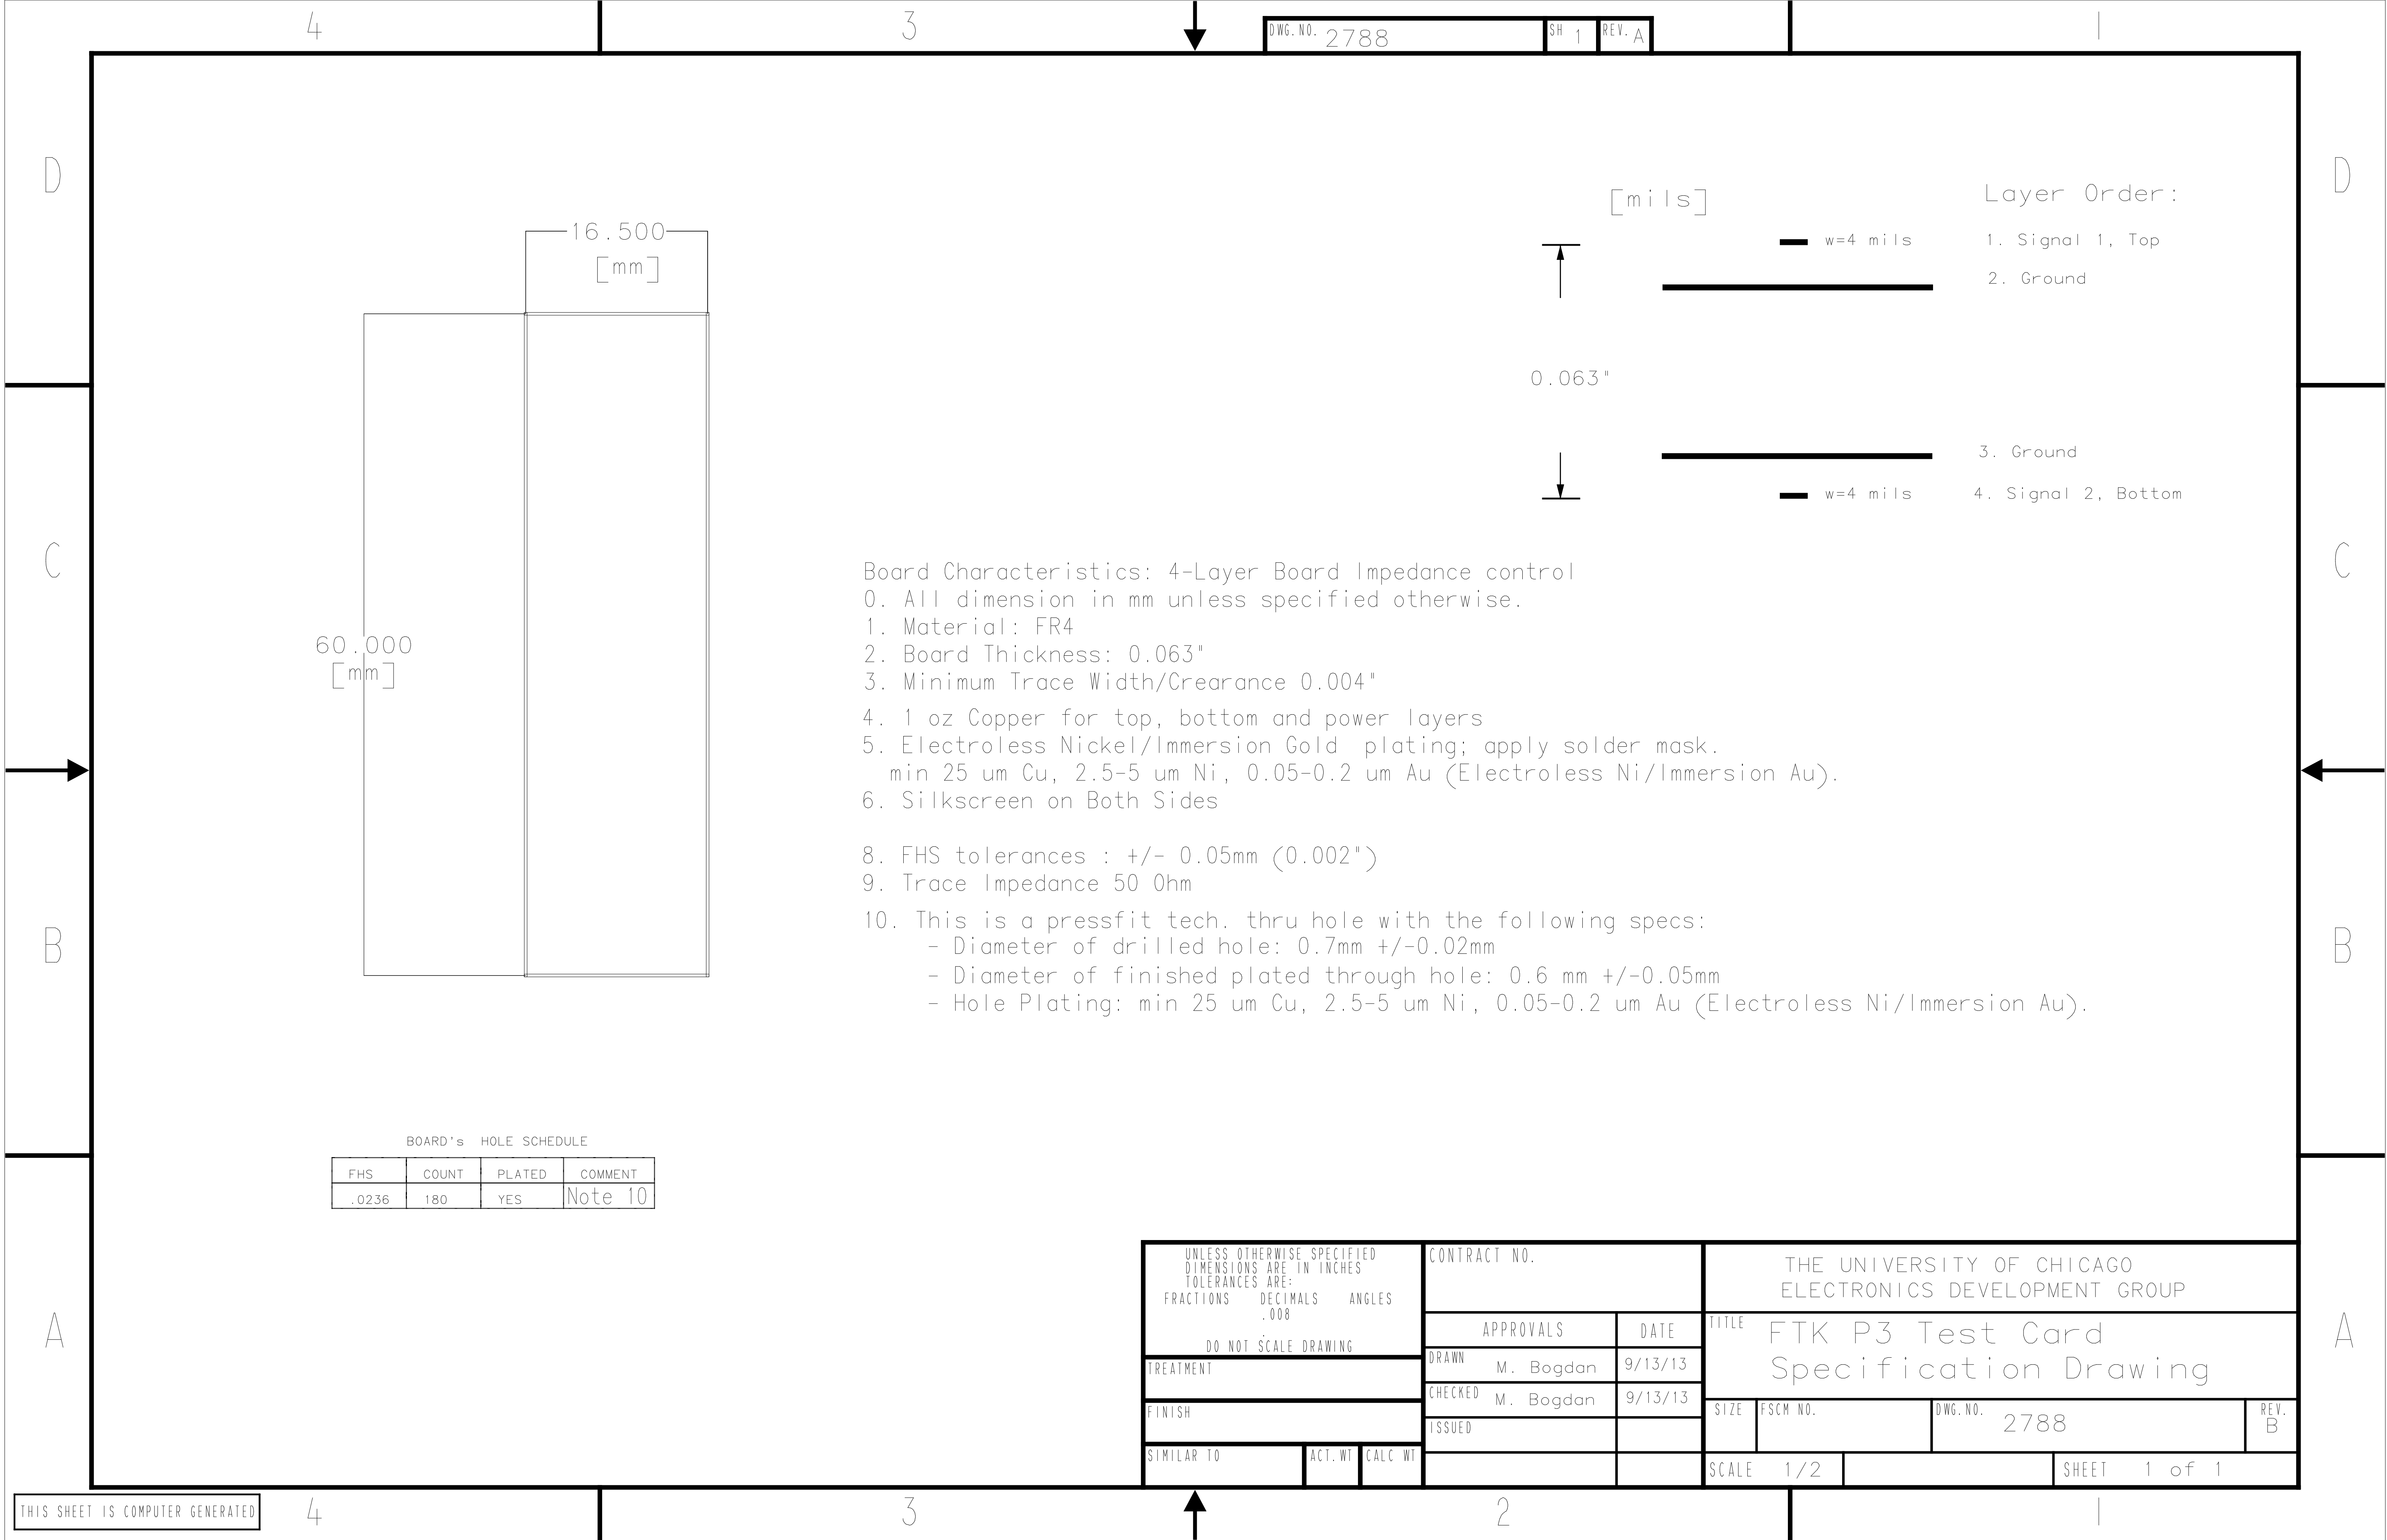 4
3
1
DWG. NO. 2788
SH 1
REV. A
D
D
16.500
[mm]
[mils]
Layer Order:
w=4 mils
1. Signal 1, Top
2. Ground
0.063"
3. Ground
w=4 mils
4. Signal 2, Bottom
C
C
60.000
[mm]
Board Characteristics: 4-Layer Board Impedance control
0. All dimension in mm unless specified otherwise.
1. Material: FR4
2. Board Thickness: 0.063"
3. Minimum Trace Width/Crearance 0.004"
4. 1 oz Copper for top, bottom and power layers
5. Electroless Nickel/Immersion Gold plating; apply solder mask.
min 25 um Cu, 2.5-5 um Ni, 0.05-0.2 um Au (Electroless Ni/Immersion Au).
6. Silkscreen on Both Sides
8. FHS tolerances : +/- 0.05mm (0.002")
9. Trace Impedance 50 Ohm
10. This is a pressfit tech. thru hole with the following specs:
- Diameter of drilled hole: 0.7mm +/-0.02mm
- Diameter of finished plated through hole: 0.6 mm +/-0.05mm
- Hole Plating: min 25 um Cu, 2.5-5 um Ni, 0.05-0.2 um Au (Electroless Ni/Immersion Au).
B
B
BOARD's HOLE SCHEDULE
FHS COUNT PLATED COMMENT
.0236 180 YES Note 10
A
A
UNLESS OTHERWISE SPECIFIED
DIMENSIONS ARE IN INCHES
TOLERANCES ARE:
FRACTIONS DECIMALS ANGLES
.008
.
DO NOT SCALE DRAWING
TREATMENT
FINISH
SIMILAR TO
ACT. WT
CALC WT
CONTRACT NO.
APPROVALS DATE
DRAWN M. Bogdan 9/13/13
CHECKED M. Bogdan 9/13/13
ISSUED
THE UNIVERSITY OF CHICAGO
ELECTRONICS DEVELOPMENT GROUP
TITLE FTK P3 Test Card
Specification Drawing
SIZE
FSCM NO.
DWG. NO. 2788
REV. B
SCALE 1/2
SHEET 1 of 1
THIS SHEET IS COMPUTER GENERATED
4
3
2
1